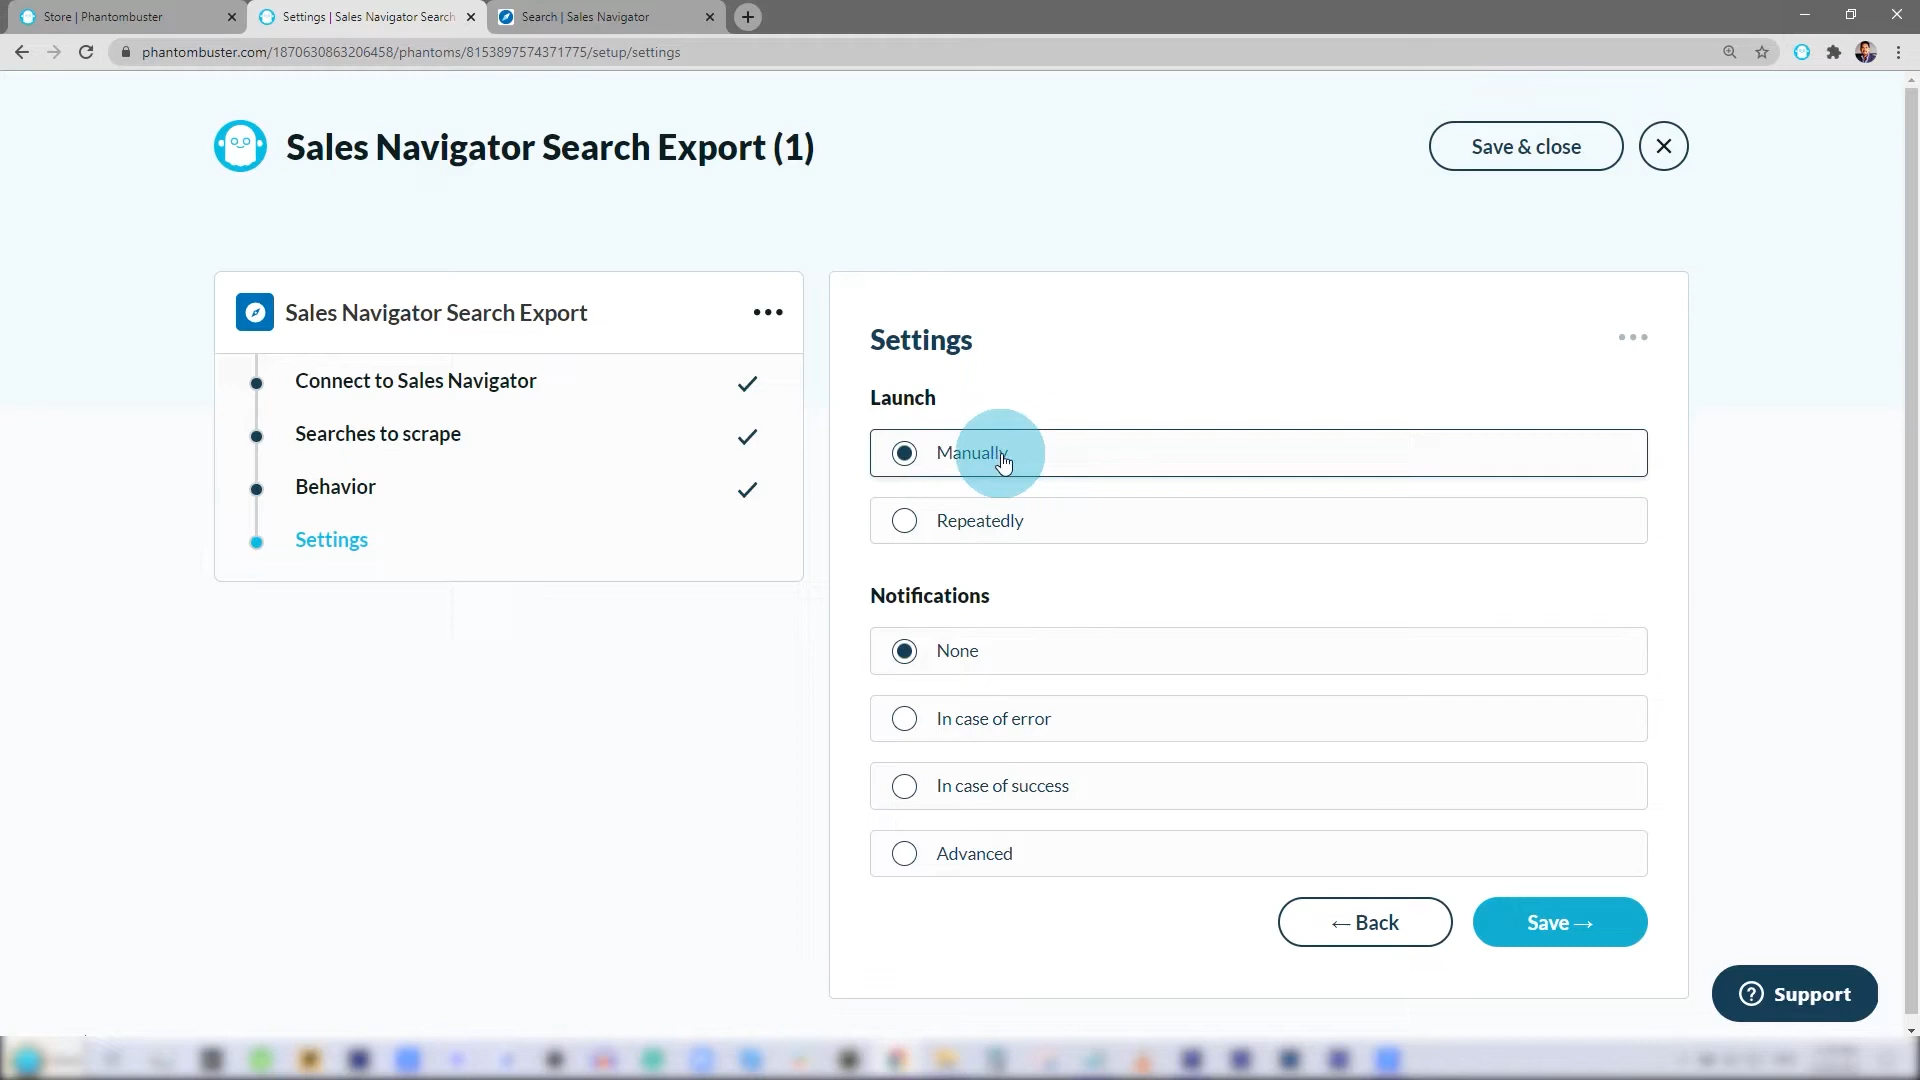 Store | Phantombuster
Settings | Sales Navigator Search
Search | Sales Navigator
phantombuster.com/1870630863206458/phantoms/8153897574371775/setup/settings
Sales Navigator Search Export (1)
Save & close
Sales Navigator Search Export
Connect to Sales Navigator
Searches to scrape
Behavior
Settings
Settings
Launch
Manually
Repeatedly
Notifications
None
In case of error
In case of success
Advanced
← Back
Save →
Support